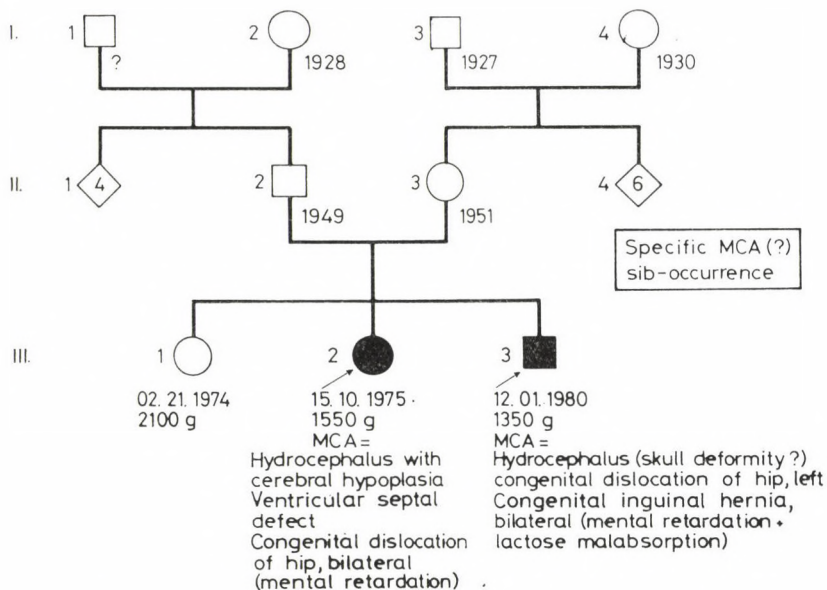 I. 1 2 3 4
? 1928 1927 1930
II. 1 4 2 3 4 6
1949 1951
Specific MCA (?)
sib-occurrence
III. 1 2 3
02. 21. 1974
2100 g
15. 10. 1975
1550 g
MCA=
Hydrocephalus with
cerebral hypoplasia
Ventricular septal
defect
Congenital dislocation
of hip, bilateral
(mental retardation)
12. 01. 1980
1350 g
MCA=
Hydrocephalus (skull deformity ?)
congenital dislocation of hip, left
Congenital inguinal hernia,
bilateral (mental retardation +
lactose malabsorption)